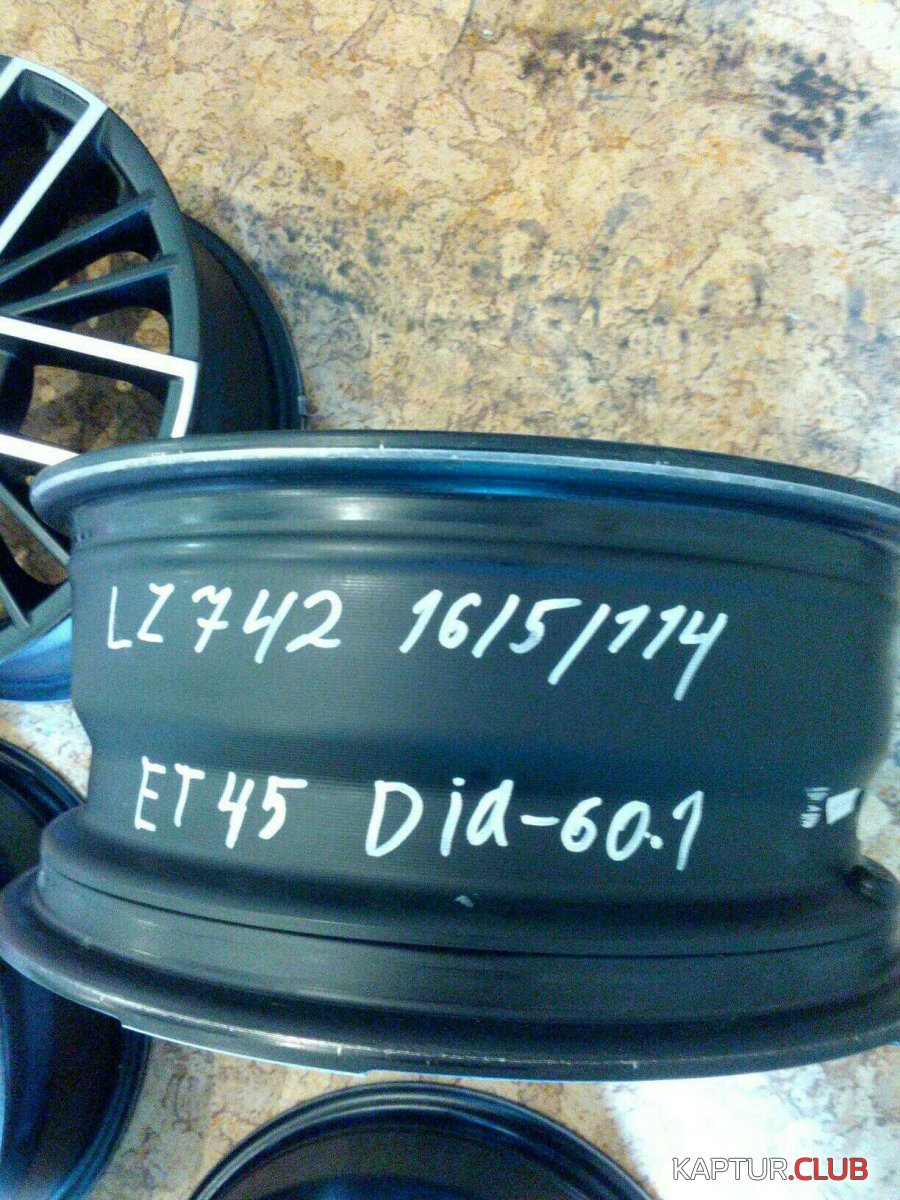 LZ742 16/5/114
ET45 Dia-60.1
KAPTUR.CLUB